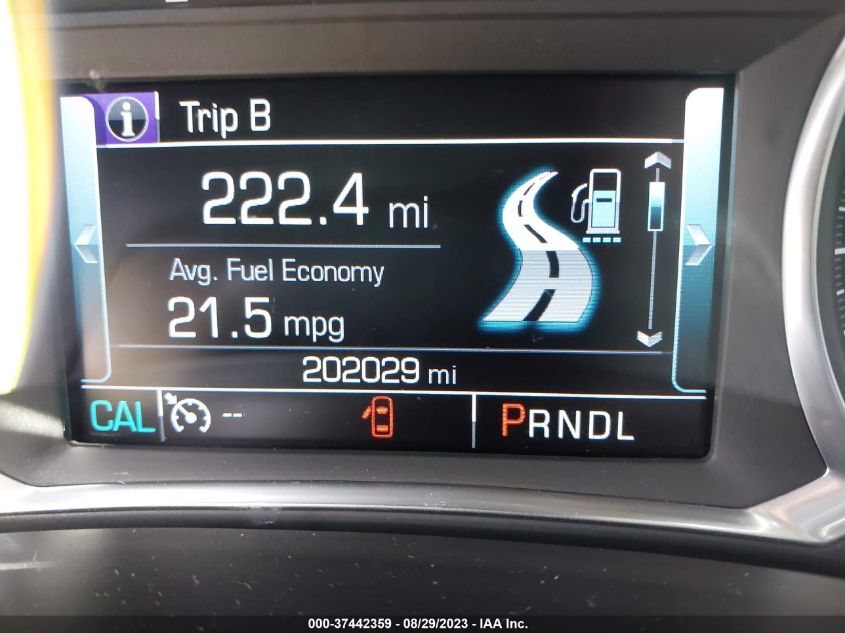 Trip B
222.4 mi
Avg. Fuel Economy
21.5 mpg
202029 mi
CAL -- PRNDL
000-37442359 - 08/29/2023 - IAA Inc.